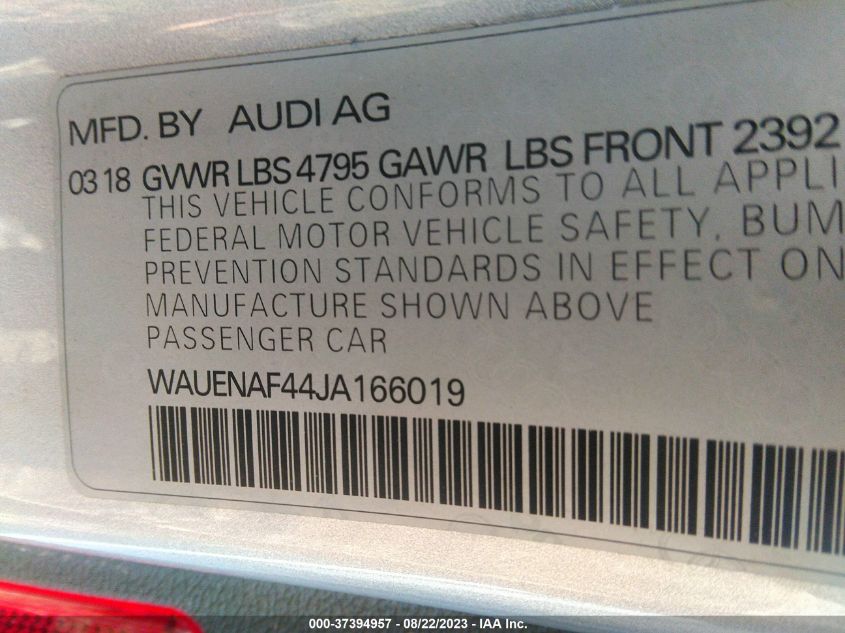 MFD. BY AUDI AG
03 18 GVWR LBS 4795 GAWR LBS FRONT 2392
THIS VEHICLE CONFORMS TO ALL APPLI
FEDERAL MOTOR VEHICLE SAFETY, BUM
PREVENTION STANDARDS IN EFFECT ON
MANUFACTURE SHOWN ABOVE
PASSENGER CAR
WAUENAF44JA166019
000-37394957 - 08/22/2023 - IAA Inc.